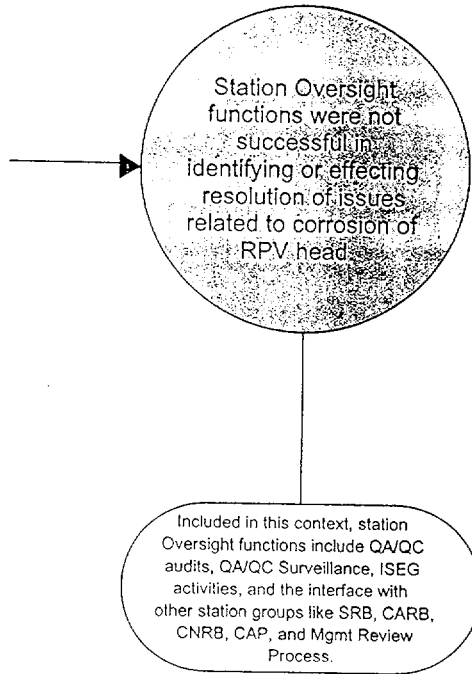 Station Oversight
functions were not
successful in
identifying or effecting
resolution of issues
related to corrosion of
RPV head
Included in this context, station
Oversight functions include QA/QC
audits, QA/QC Surveillance, ISEG
activities, and the interface with
other station groups like SRB, CARB,
CNRB, CAP, and Mgmt Review
Process.